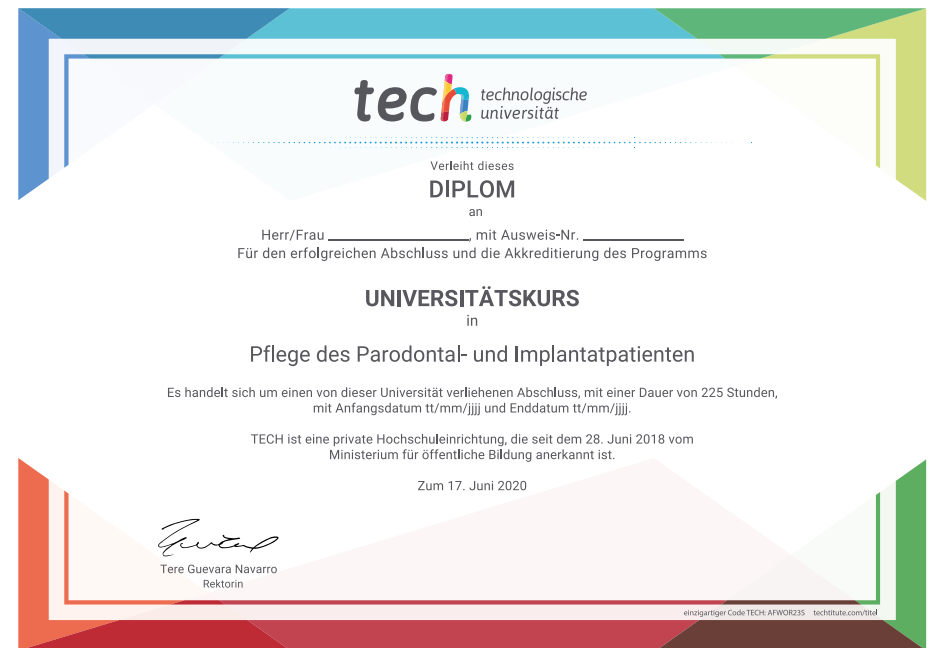 tech technologische
universität
Verleiht dieses
DIPLOM
an
Herr/Frau ____________, mit Ausweis-Nr. ____________
Für den erfolgreichen Abschluss und die Akkreditierung des Programms
UNIVERSITÄTSKURS
in
Pflege des Parodontal- und Implantatpatienten
Es handelt sich um einen von dieser Universität verliehenen Abschluss, mit einer Dauer von 225 Stunden,
mit Anfangsdatum tt/mm/jjjj und Enddatum tt/mm/jjjj.
TECH ist eine private Hochschuleinrichtung, die seit dem 28. Juni 2018 vom
Ministerium für öffentliche Bildung anerkannt ist.
Zum 17. Juni 2020
Tere Guevara Navarro
Rektorin
einzigartiger Code TECH: AFWOR23S techtitute.com/titel